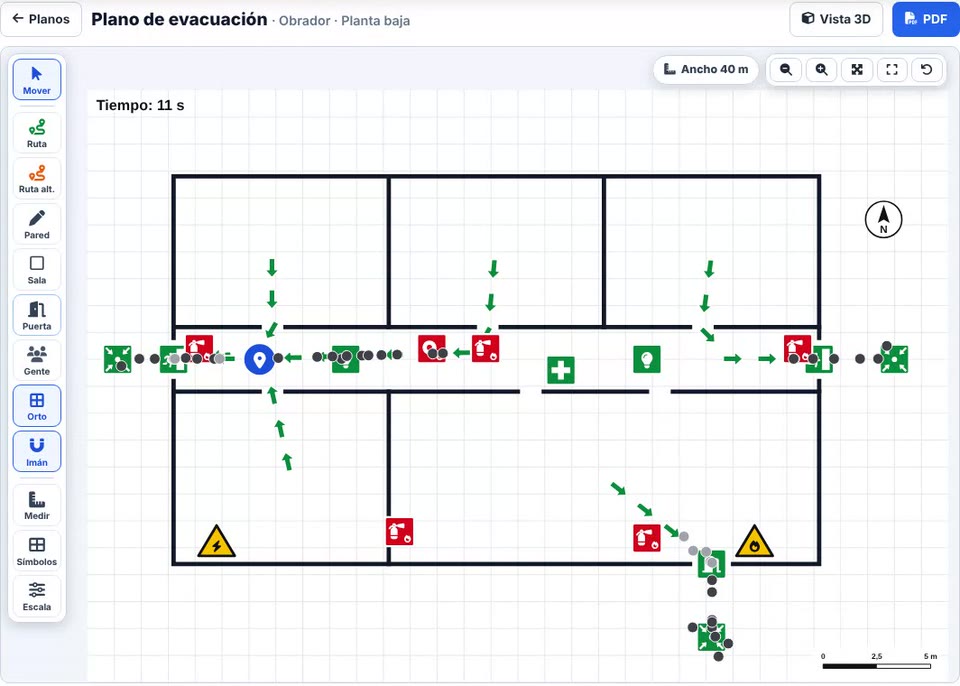 ← Planos
Plano de evacuación · Obrador · Planta baja
Vista 3D
PDF
Mover
Ruta
Ruta alt.
Pared
Sala
Puerta
Gente
Orto
Imán
Medir
Símbolos
Escala
Ancho 40 m
Tiempo: 11 s
N
0 2,5 5 m